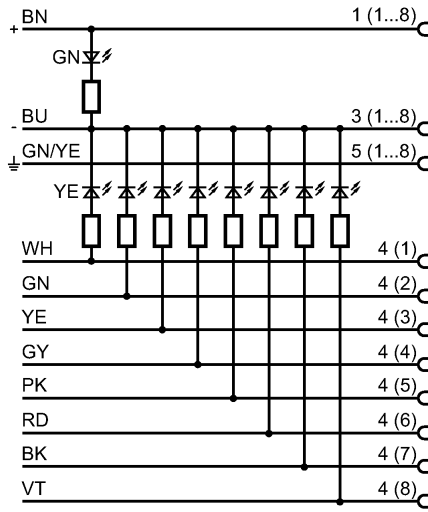 + BN 1 (1...8)
GN
- BU 3 (1...8)
GN/YE 5 (1...8)
YE
WH 4 (1)
GN 4 (2)
YE 4 (3)
GY 4 (4)
PK 4 (5)
RD 4 (6)
BK 4 (7)
VT 4 (8)